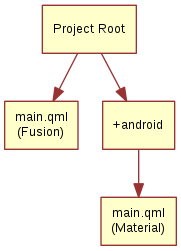 Project Root
main.qml
(Fusion)
+android
main.qml
(Material)